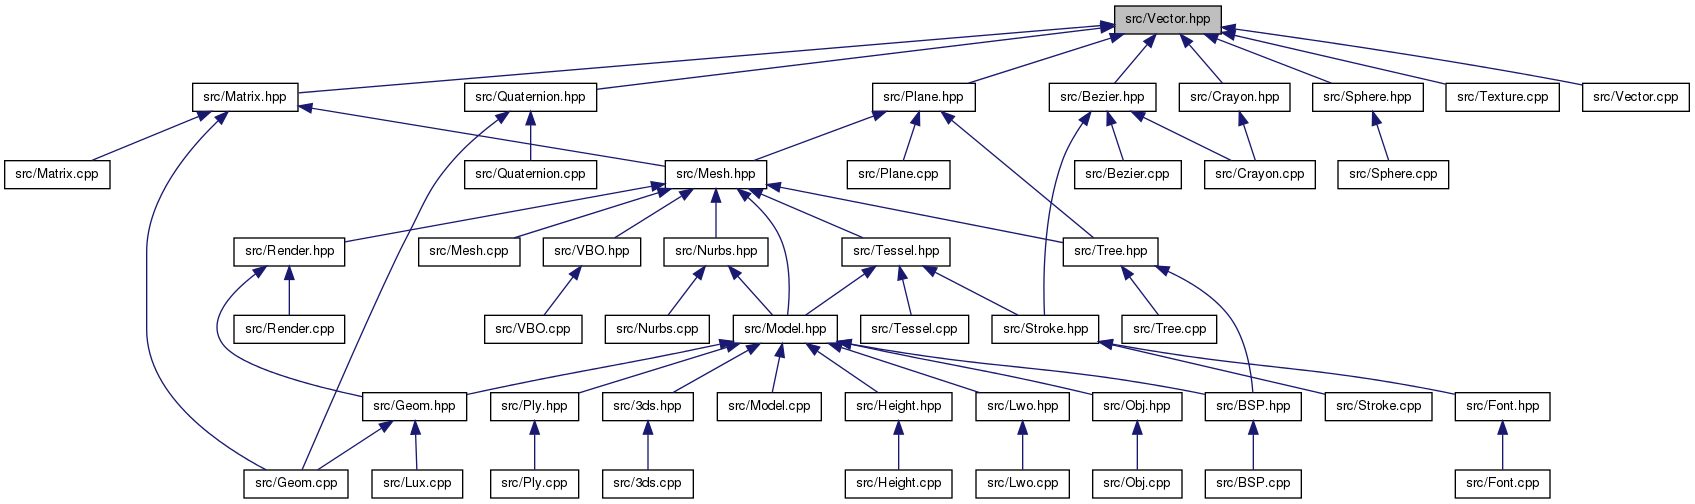 src/Vector.hpp
src/Matrix.hpp
src/Quaternion.hpp
src/Plane.hpp
src/Bezier.hpp
src/Crayon.hpp
src/Sphere.hpp
src/Texture.cpp
src/Vector.cpp
src/Matrix.cpp
src/Quaternion.cpp
src/Mesh.hpp
src/Plane.cpp
src/Bezier.cpp
src/Crayon.cpp
src/Sphere.cpp
src/Render.hpp
src/Mesh.cpp
src/VBO.hpp
src/Nurbs.hpp
src/Tessel.hpp
src/Tree.hpp
src/Render.cpp
src/VBO.cpp
src/Nurbs.cpp
src/Model.hpp
src/Tessel.cpp
src/Stroke.hpp
src/Tree.cpp
src/Geom.hpp
src/Ply.hpp
src/3ds.hpp
src/Model.cpp
src/Height.hpp
src/Lwo.hpp
src/Obj.hpp
src/BSP.hpp
src/Stroke.cpp
src/Font.hpp
src/Geom.cpp
src/Lux.cpp
src/Ply.cpp
src/3ds.cpp
src/Height.cpp
src/Lwo.cpp
src/Obj.cpp
src/BSP.cpp
src/Font.cpp